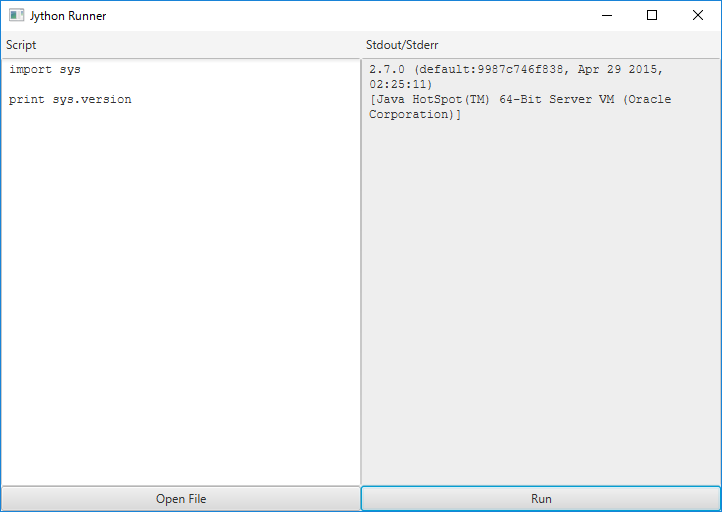 Jython Runner
Script
Stdout/Stderr
import sys
print sys.version
2.7.0 (default:9987c746f838, Apr 29 2015,
02:25:11)
[Java HotSpot(TM) 64-Bit Server VM (Oracle
Corporation)]
Open File
Run